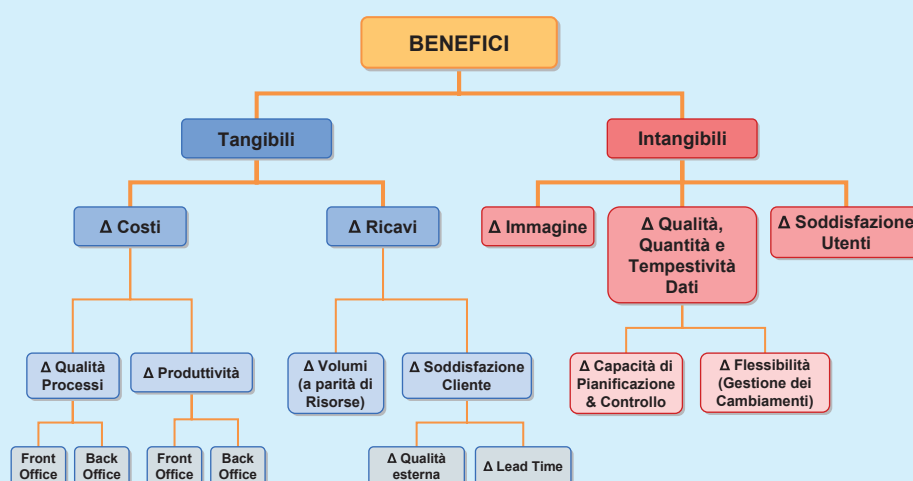 BENEFICI
Tangibili
Intangibili
Δ Costi
Δ Ricavi
Δ Immagine
Δ Qualità,
Quantità e
Tempestività
Dati
Δ Soddisfazione
Utenti
Δ Qualità
Processi
Δ Produttività
Δ Volumi
(a parità di
Risorse)
Δ Soddisfazione
Cliente
Δ Capacità di
Pianificazione
& Controllo
Δ Flessibilità
(Gestione dei
Cambiamenti)
Front
Office
Back
Office
Front
Office
Back
Office
Δ Qualità
esterna
Δ Lead Time